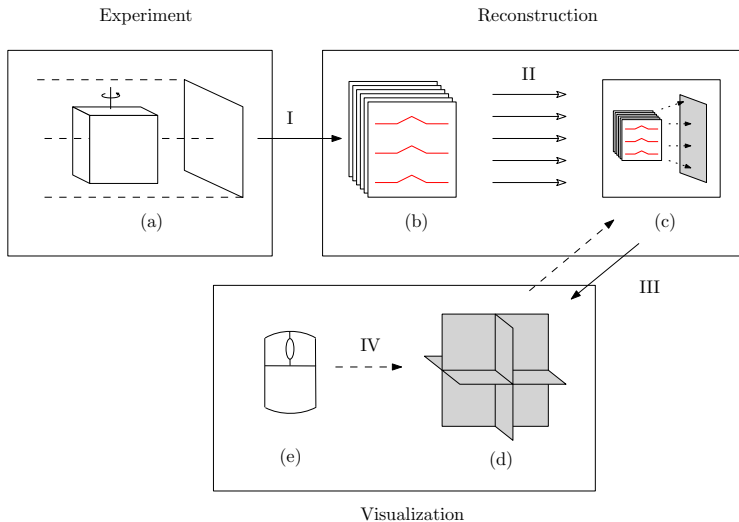 Experiment
Reconstruction
I
II
(a)
(b)
(c)
III
IV
(e)
(d)
Visualization